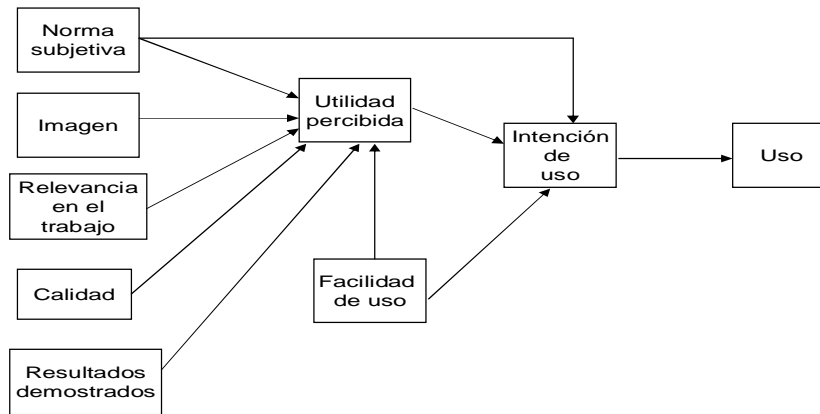 Norma
subjetiva
Imagen
Relevancia
en el
trabajo
Calidad
Resultados
demostrados
Utilidad
percibida
Facilidad
de uso
Intención
de
uso
Uso